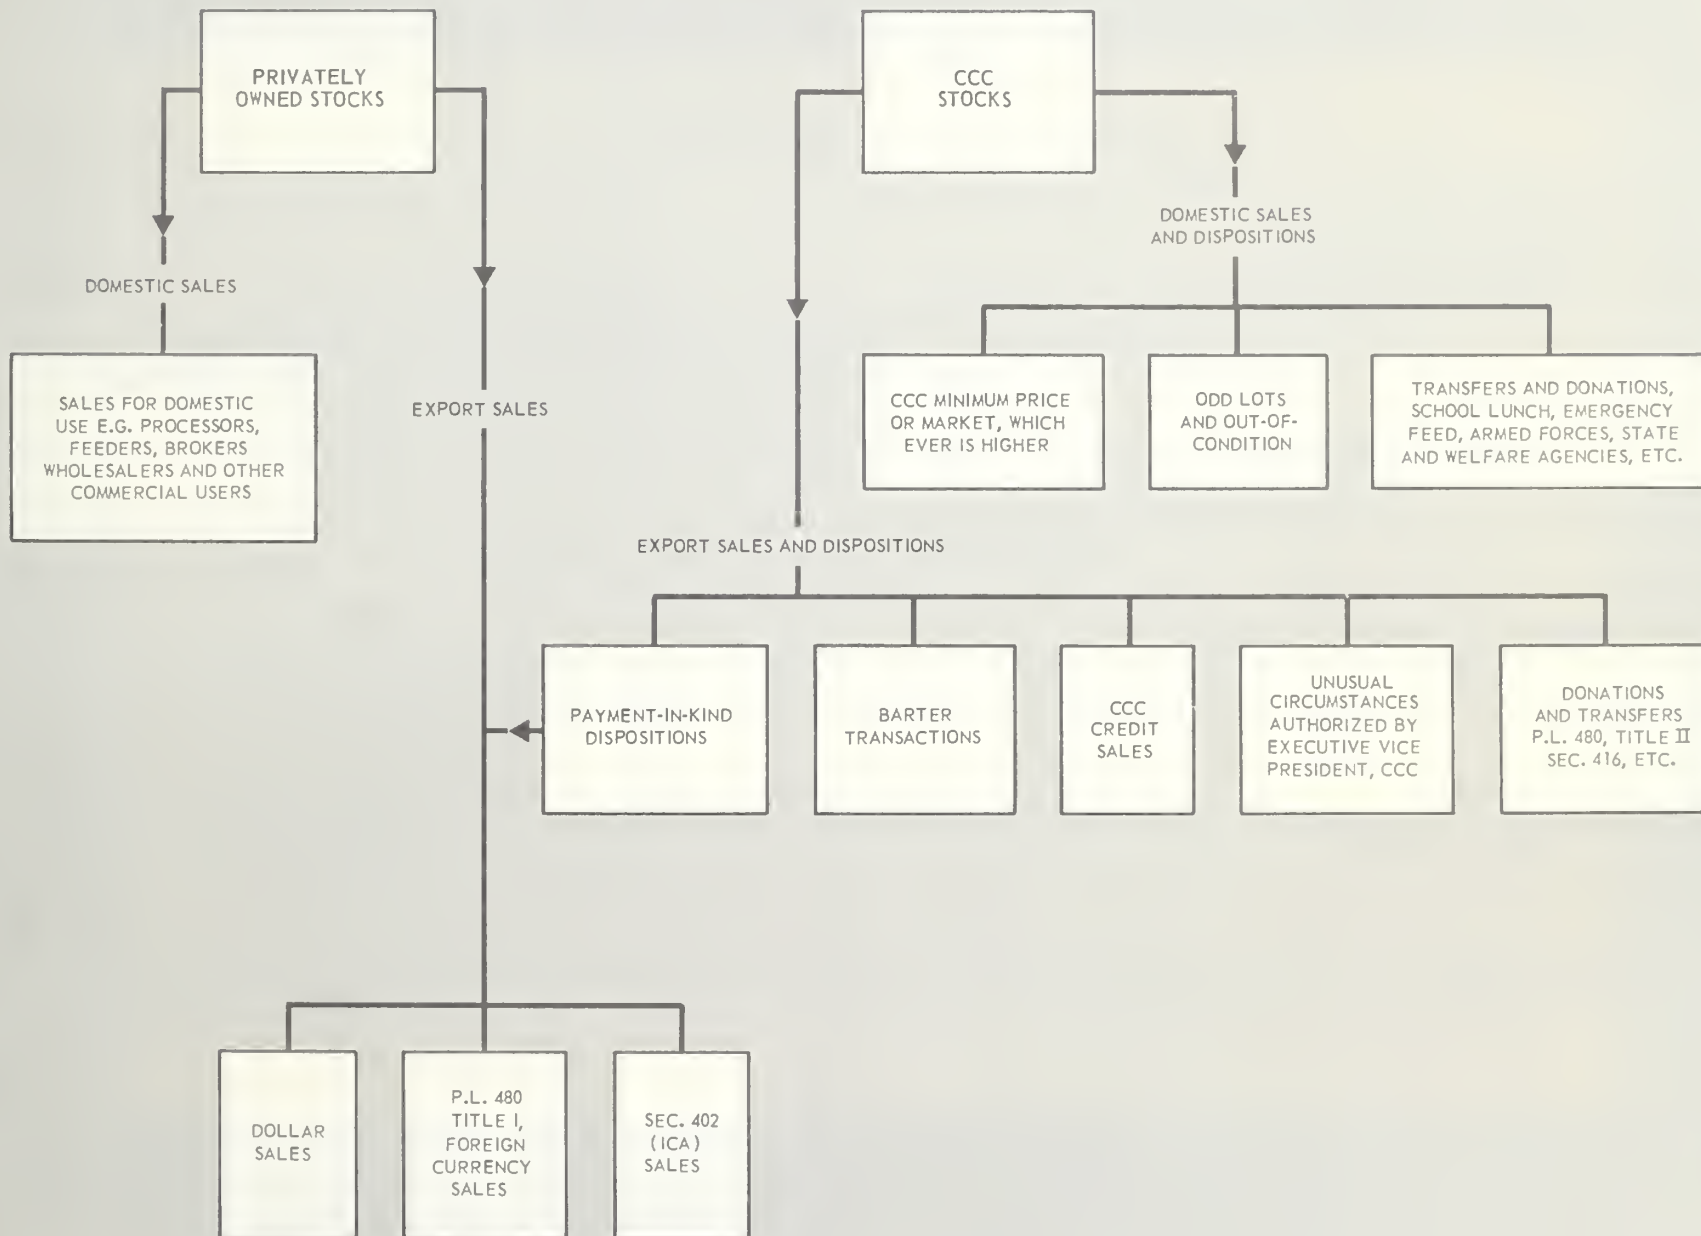 PRIVATELY
OWNED STOCKS
CCC
STOCKS
DOMESTIC SALES
AND DISPOSITIONS
DOMESTIC SALES
SALES FOR DOMESTIC
USE E.G. PROCESSORS,
FEEDERS, BROKERS
WHOLESALERS AND OTHER
COMMERCIAL USERS
EXPORT SALES
CCC MINIMUM PRICE
OR MARKET, WHICH
EVER IS HIGHER
ODD LOTS
AND OUT-OF-
CONDITION
TRANSFERS AND DONATIONS,
SCHOOL LUNCH, EMERGENCY
FEED, ARMED FORCES, STATE
AND WELFARE AGENCIES, ETC.
EXPORT SALES AND DISPOSITIONS
PAYMENT-IN-KIND
DISPOSITIONS
BARTER
TRANSACTIONS
CCC
CREDIT
SALES
UNUSUAL
CIRCUMSTANCES
AUTHORIZED BY
EXECUTIVE VICE
PRESIDENT, CCC
DONATIONS
AND TRANSFERS
P.L. 480, TITLE II
SEC. 416, ETC.
DOLLAR
SALES
P.L. 480
TITLE I,
FOREIGN
CURRENCY
SALES
SEC. 402
(ICA)
SALES